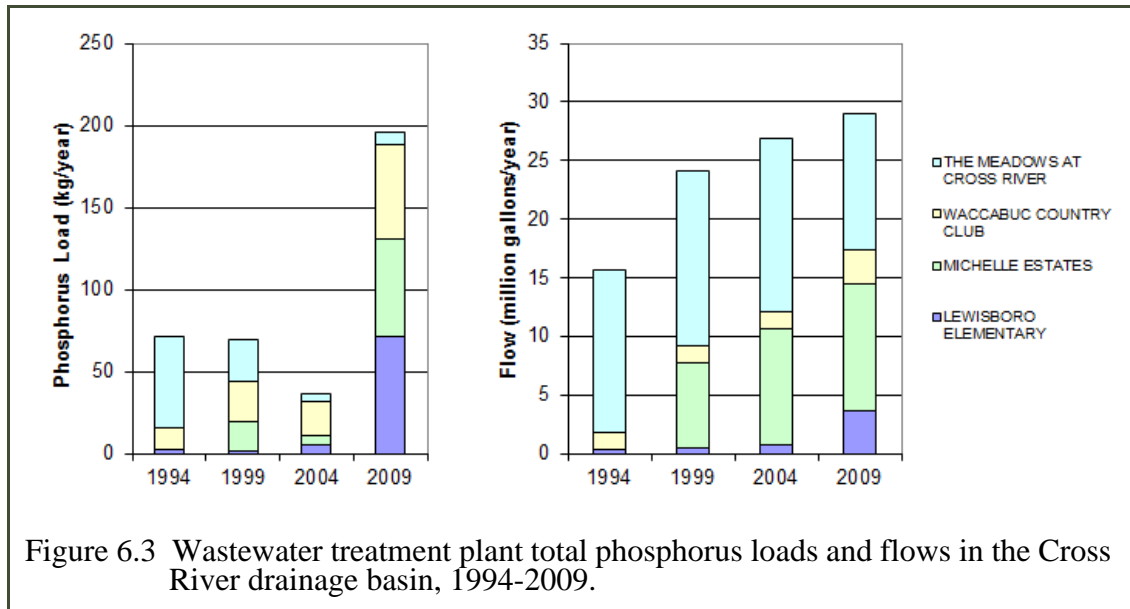 250
200
150
100
50
0
Phosphorus Load (kg/year)
1994 1999 2004 2009
35
30
25
20
15
10
5
0
Flow (million gallons/year)
1994 1999 2004 2009
THE MEADOWS AT
CROSS RIVER
WACCABUC COUNTRY
CLUB
MICHELLE ESTATES
LEWISBORO
ELEMENTARY
Figure 6.3 Wastewater treatment plant total phosphorus loads and flows in the Cross
River drainage basin, 1994-2009.